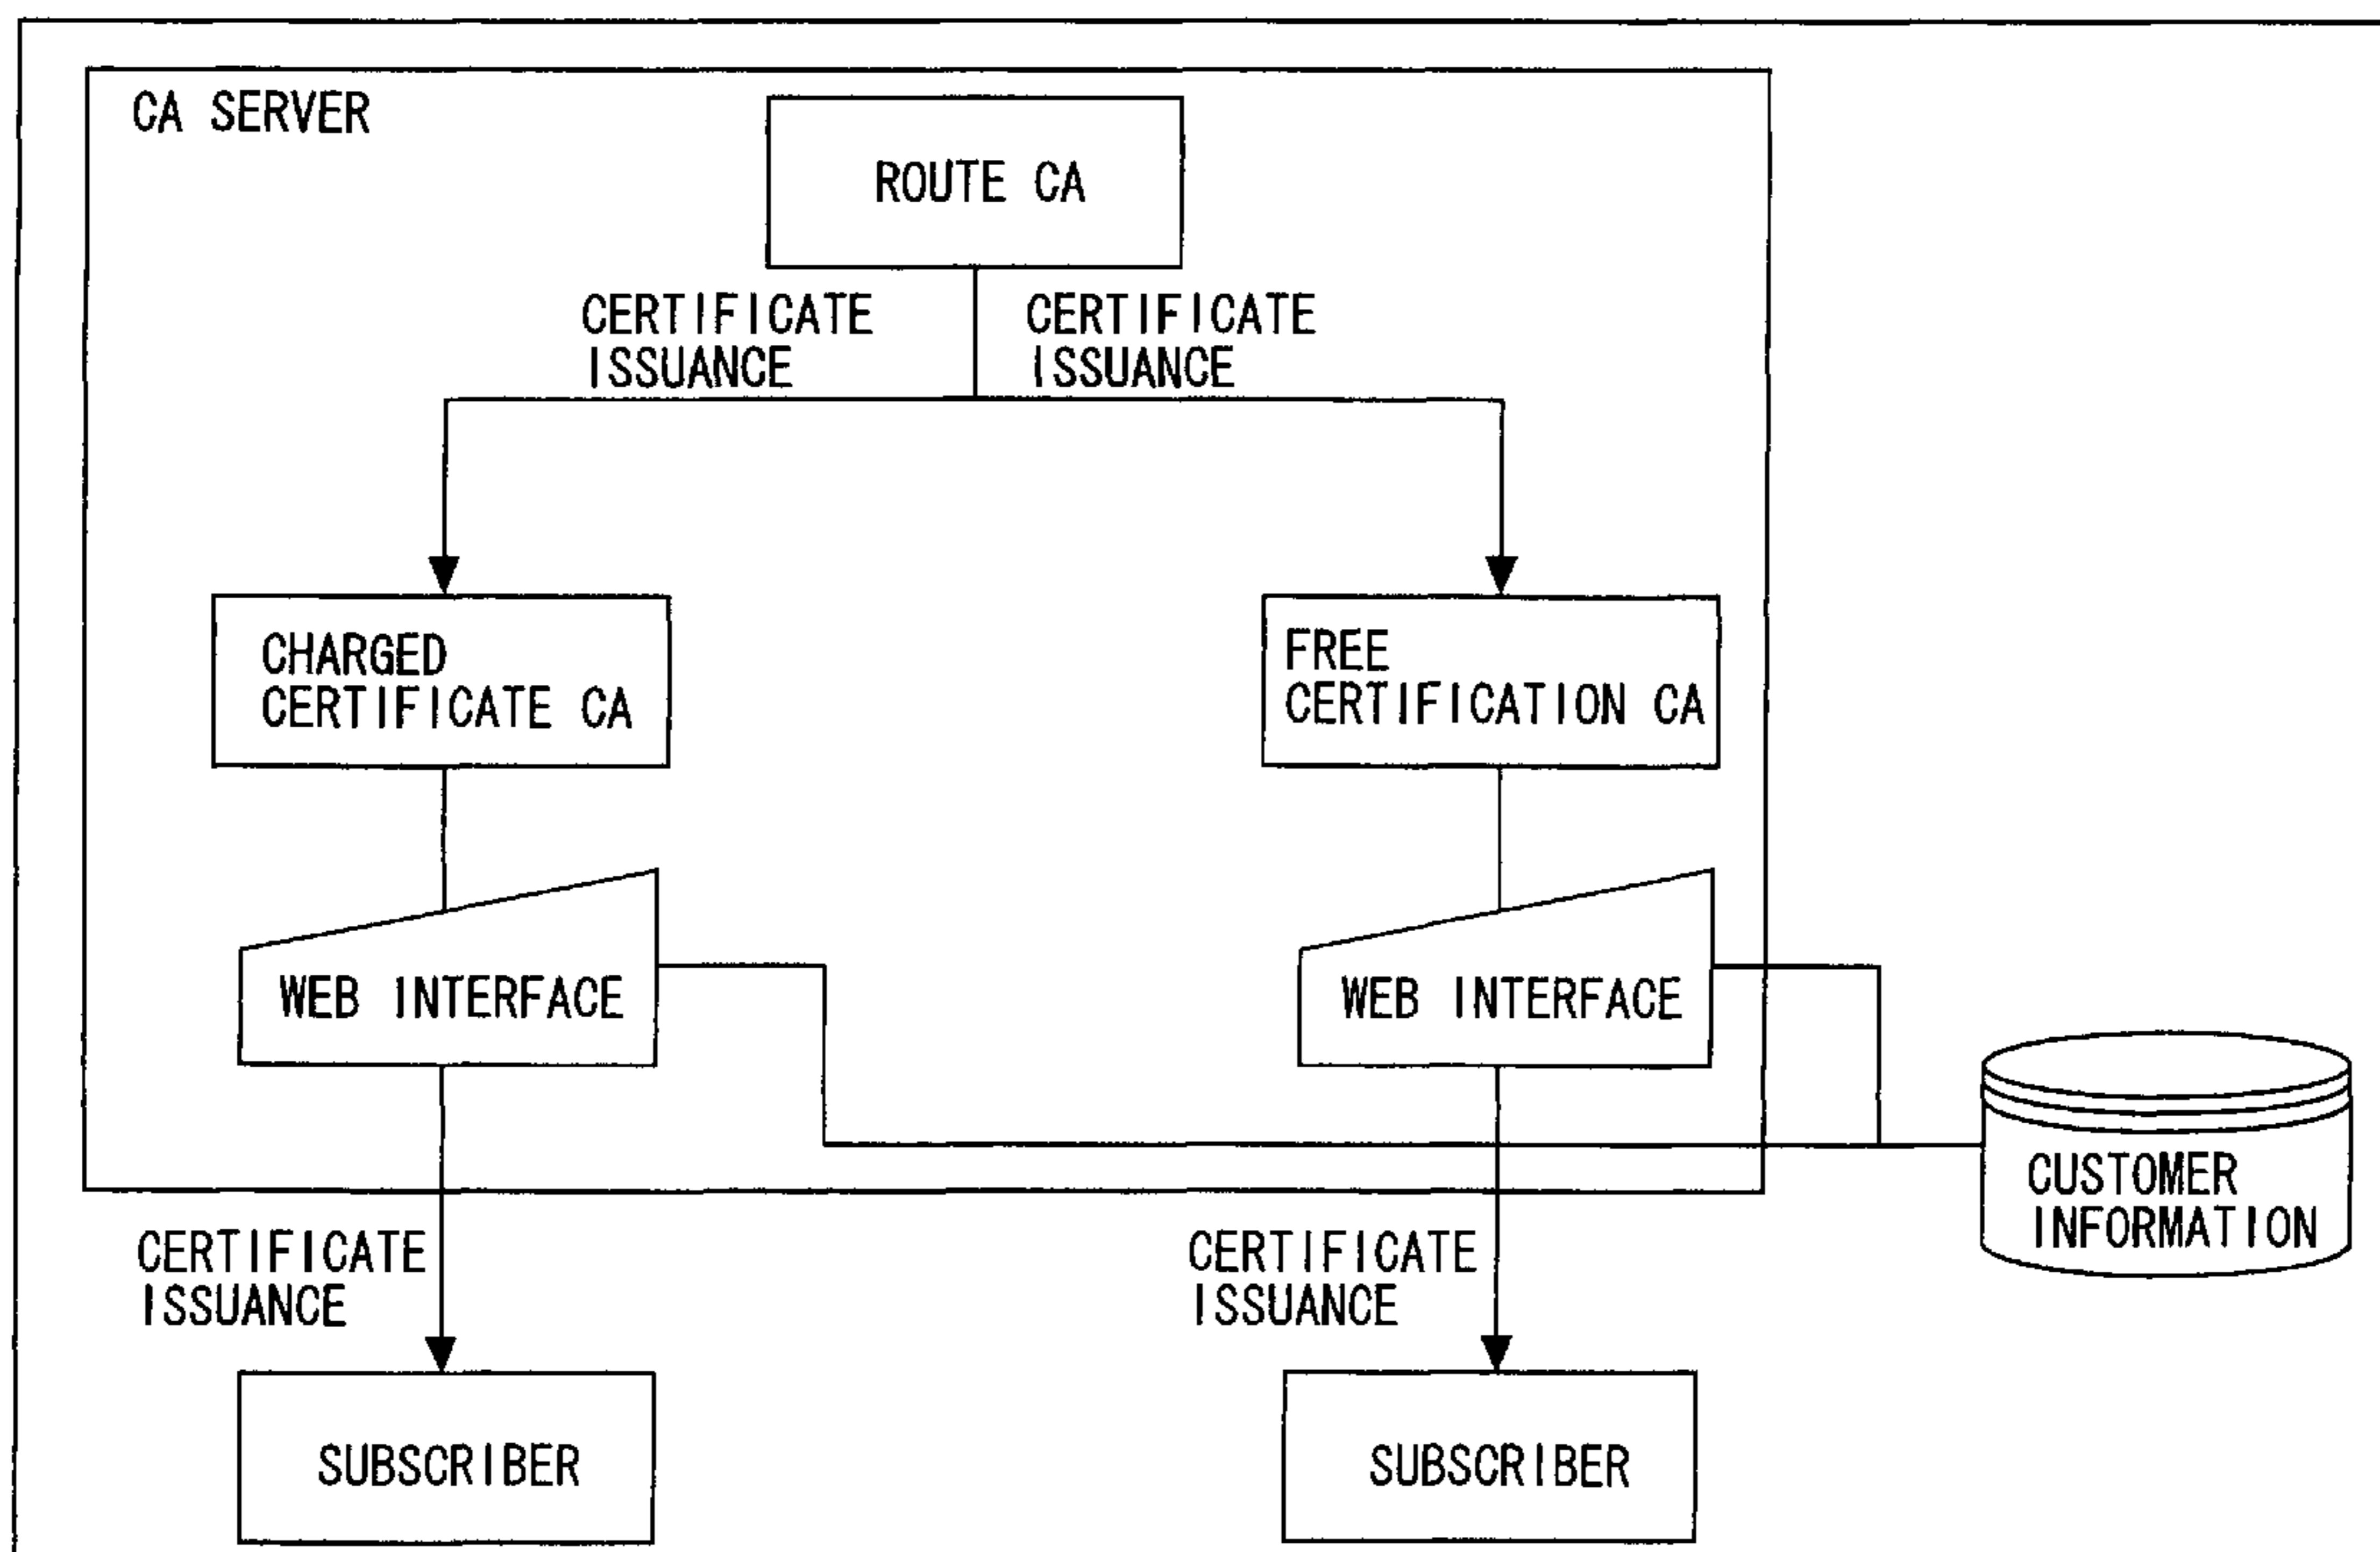 CA SERVER
ROUTE CA
CERTIFICATE
ISSUANCE
CERTIFICATE
ISSUANCE
CHARGED
CERTIFICATE CA
FREE
CERTIFICATION CA
WEB INTERFACE
WEB INTERFACE
CUSTOMER
INFORMATION
CERTIFICATE
ISSUANCE
CERTIFICATE
ISSUANCE
SUBSCRIBER
SUBSCRIBER